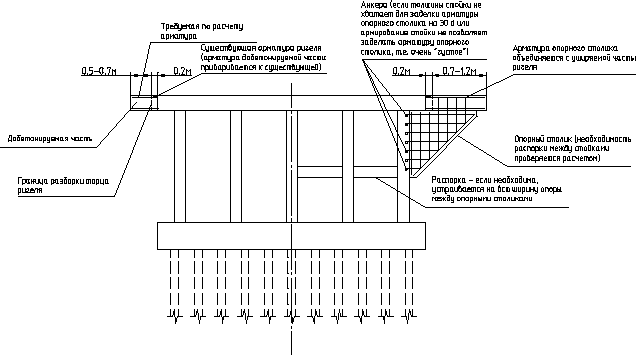 Анкера (если толщины стойки не
хватает для заделки арматуры
опорного столика на 30 d или
армирование стойки не позволяет
заделать арматуру опорного
столика, т.е. очень "густое")
Требуемая по расчету
арматура
Существующая арматура ригеля
(арматура добетонируемой части
приваривается к существующей)
Арматура опорного столика
объединяется с уширяемой частью
ригеля
0.5-0.7м
0.2м
0.2м
0.7-1.2м
Добетонируемая часть
Опорный столик (необходимость
распорки между стойками
проверяется расчетом)
Граница разборки торца
ригеля
Распорка - если необходима,
устраивается на всю ширину опоры
между опорными столиками